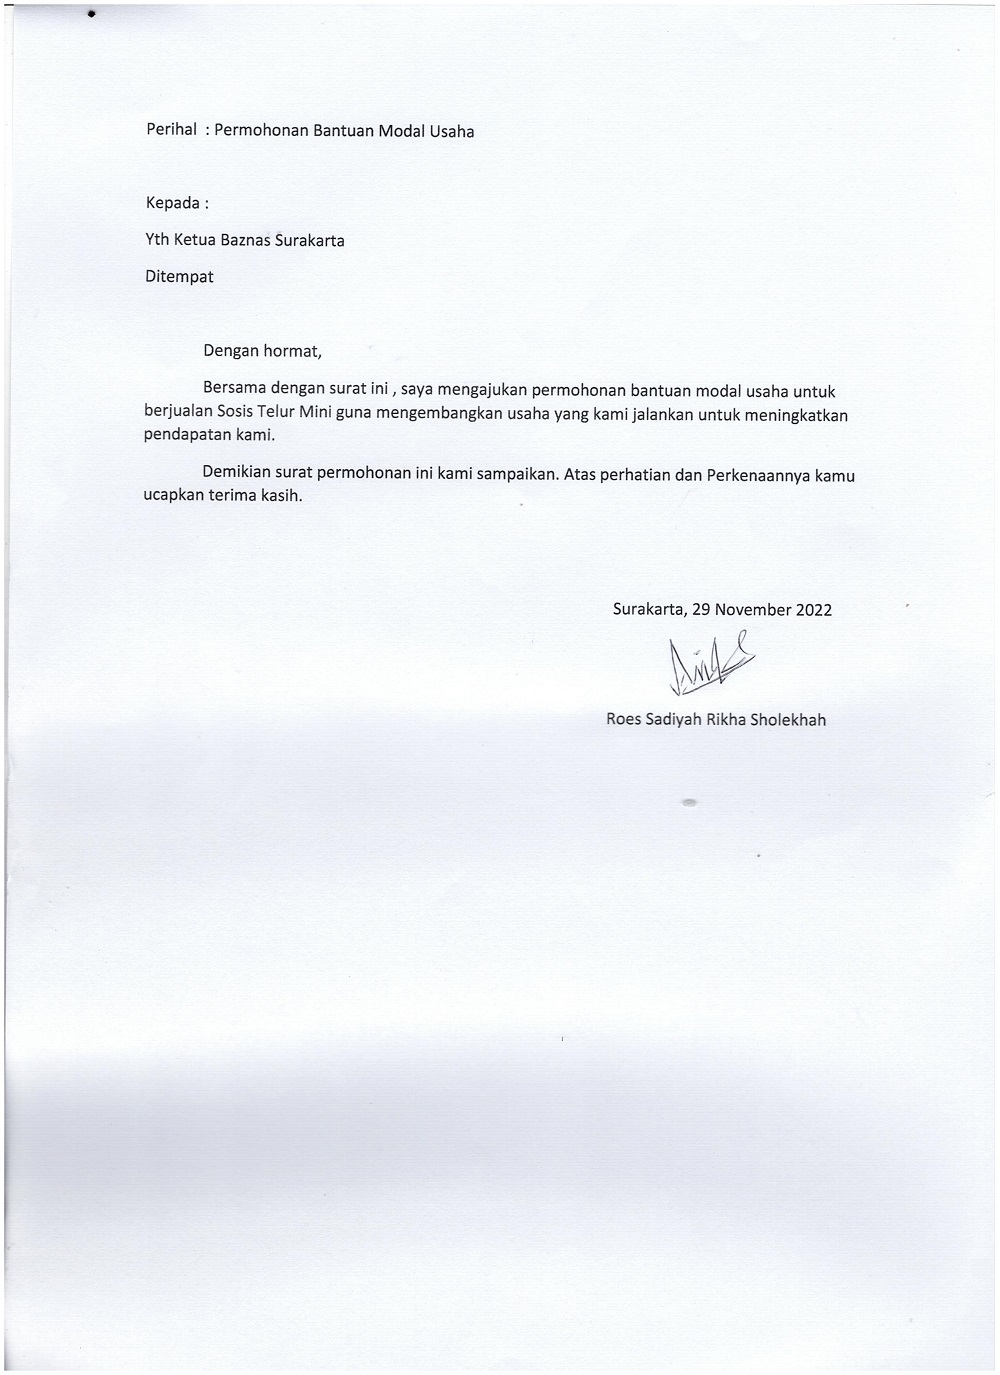 Perihal  : Permohonan Bantuan Modal Usaha
Kepada :
Yth Ketua Baznas Surakarta
Ditempat
Dengan hormat,
Bersama dengan surat ini , saya mengajukan permohonan bantuan modal usaha untuk
berjualan Sosis Telur Mini guna mengembangkan usaha yang kami jalankan untuk meningkatkan
pendapatan kami.
Demikian surat permohonan ini kami sampaikan. Atas perhatian dan Perkenaannya kamu
ucapkan terima kasih.
Surakarta, 29 November 2022
Roes Sadiyah Rikha Sholekhah